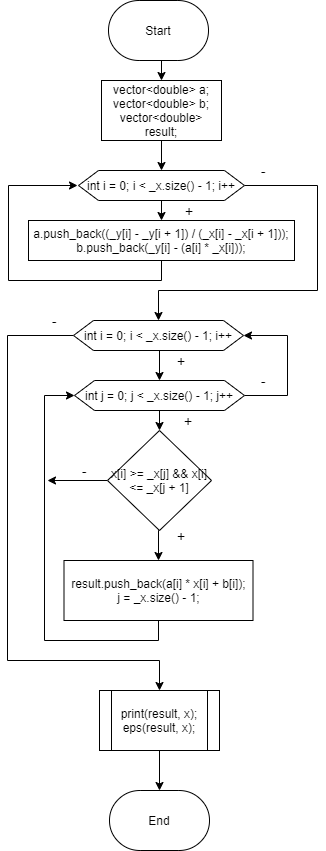 Start
vector<double> a;
vector<double> b;
vector<double>
result;
int i = 0; i < _x.size() - 1; i++
-
+
a.push_back((_y[i] - _y[i + 1]) / (_x[i] - _x[i + 1]));
b.push_back(_y[i] - (a[i] * _x[i]));
-
int i = 0; i < _x.size() - 1; i++
+
int j = 0; j < _x.size() - 1; j++
-
+
x[i] >= _x[j] && x[i]
<= _x[j + 1]
-
+
result.push_back(a[i] * x[i] + b[i]);
j = _x.size() - 1;
print(result, x);
eps(result, x);
End